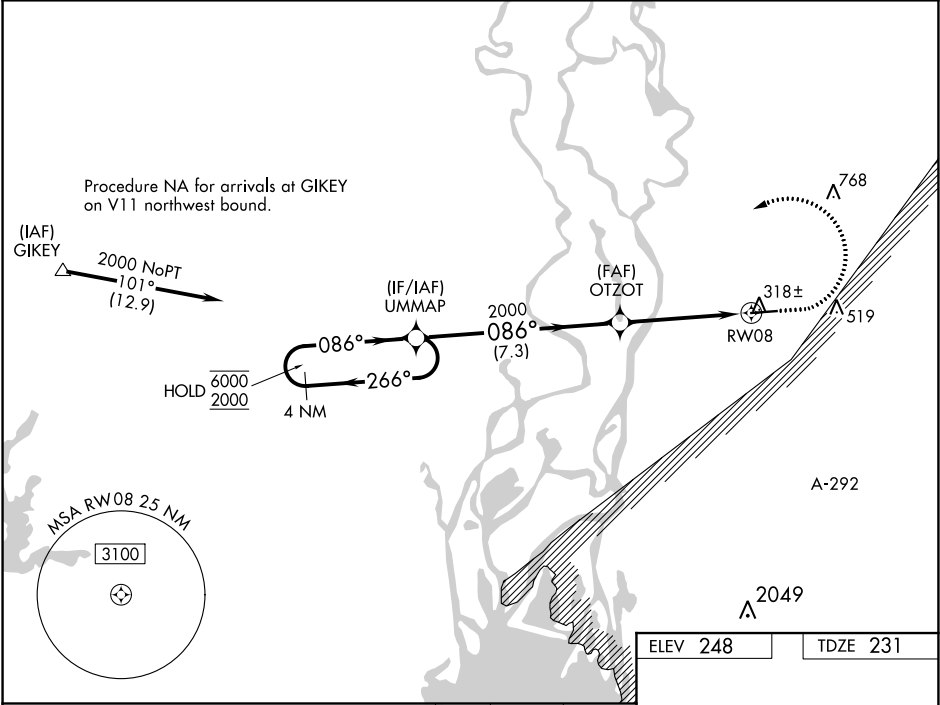 Procedure NA for arrivals at GIKEY
on V11 northwest bound.
(IAF)
GIKEY
2000 NoPT
101°
(12.9)
(IF/IAF)
UMMAP
086°
266°
HOLD 6000
2000
4 NM
2000
086°
(7.3)
(FAF)
OTZOT
318±
RW08
768
519
A-292
2049
MSA RW08 25 NM
3100
ELEV 248
TDZE 231